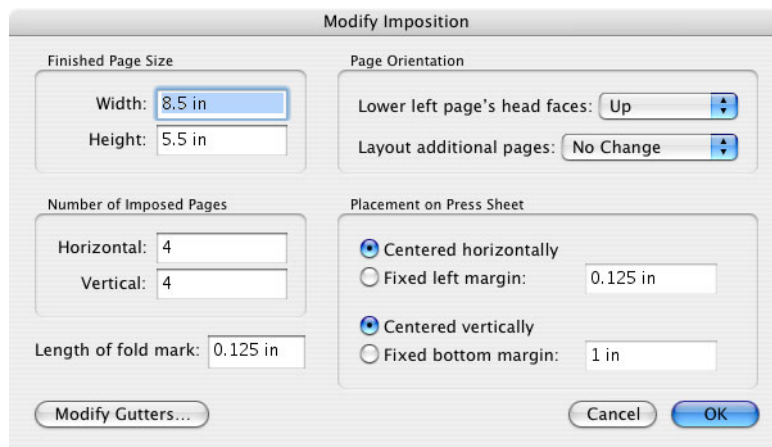 Modify Imposition
Finished Page Size
Width: 8.5 in
Height: 5.5 in
Page Orientation
Lower left page's head faces: Up
Layout additional pages: No Change
Number of Imposed Pages
Horizontal: 4
Vertical: 4
Length of fold mark: 0.125 in
Placement on Press Sheet
Centered horizontally
Fixed left margin: 0.125 in
Centered vertically
Fixed bottom margin: 1 in
Modify Gutters...
Cancel
OK